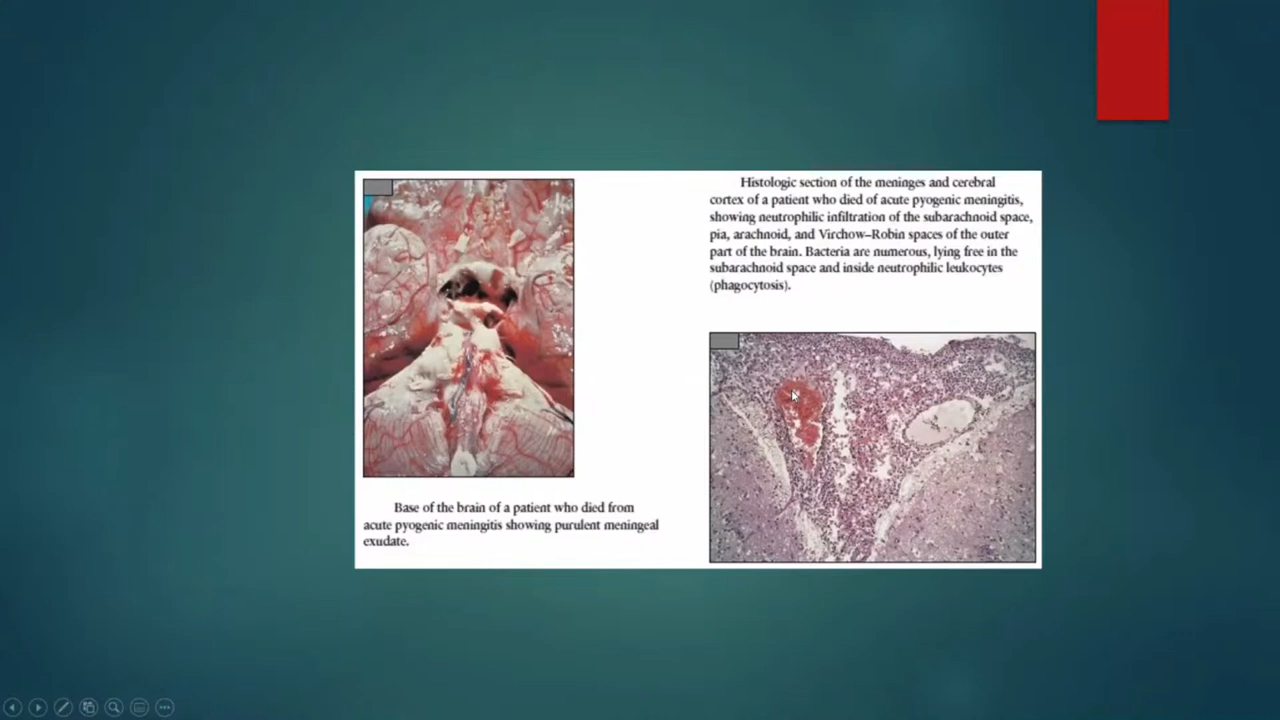 Histologic section of the meninges and cerebral
cortex of a patient who died of acute pyogenic meningitis,
showing neutrophilic infiltration of the subarachnoid space,
pia, arachnoid, and Virchow–Robin spaces of the outer
part of the brain. Bacteria are numerous, lying free in the
subarachnoid space and inside neutrophilic leukocytes
(phagocytosis).
Base of the brain of a patient who died from
acute pyogenic meningitis showing purulent meningeal
exudate.